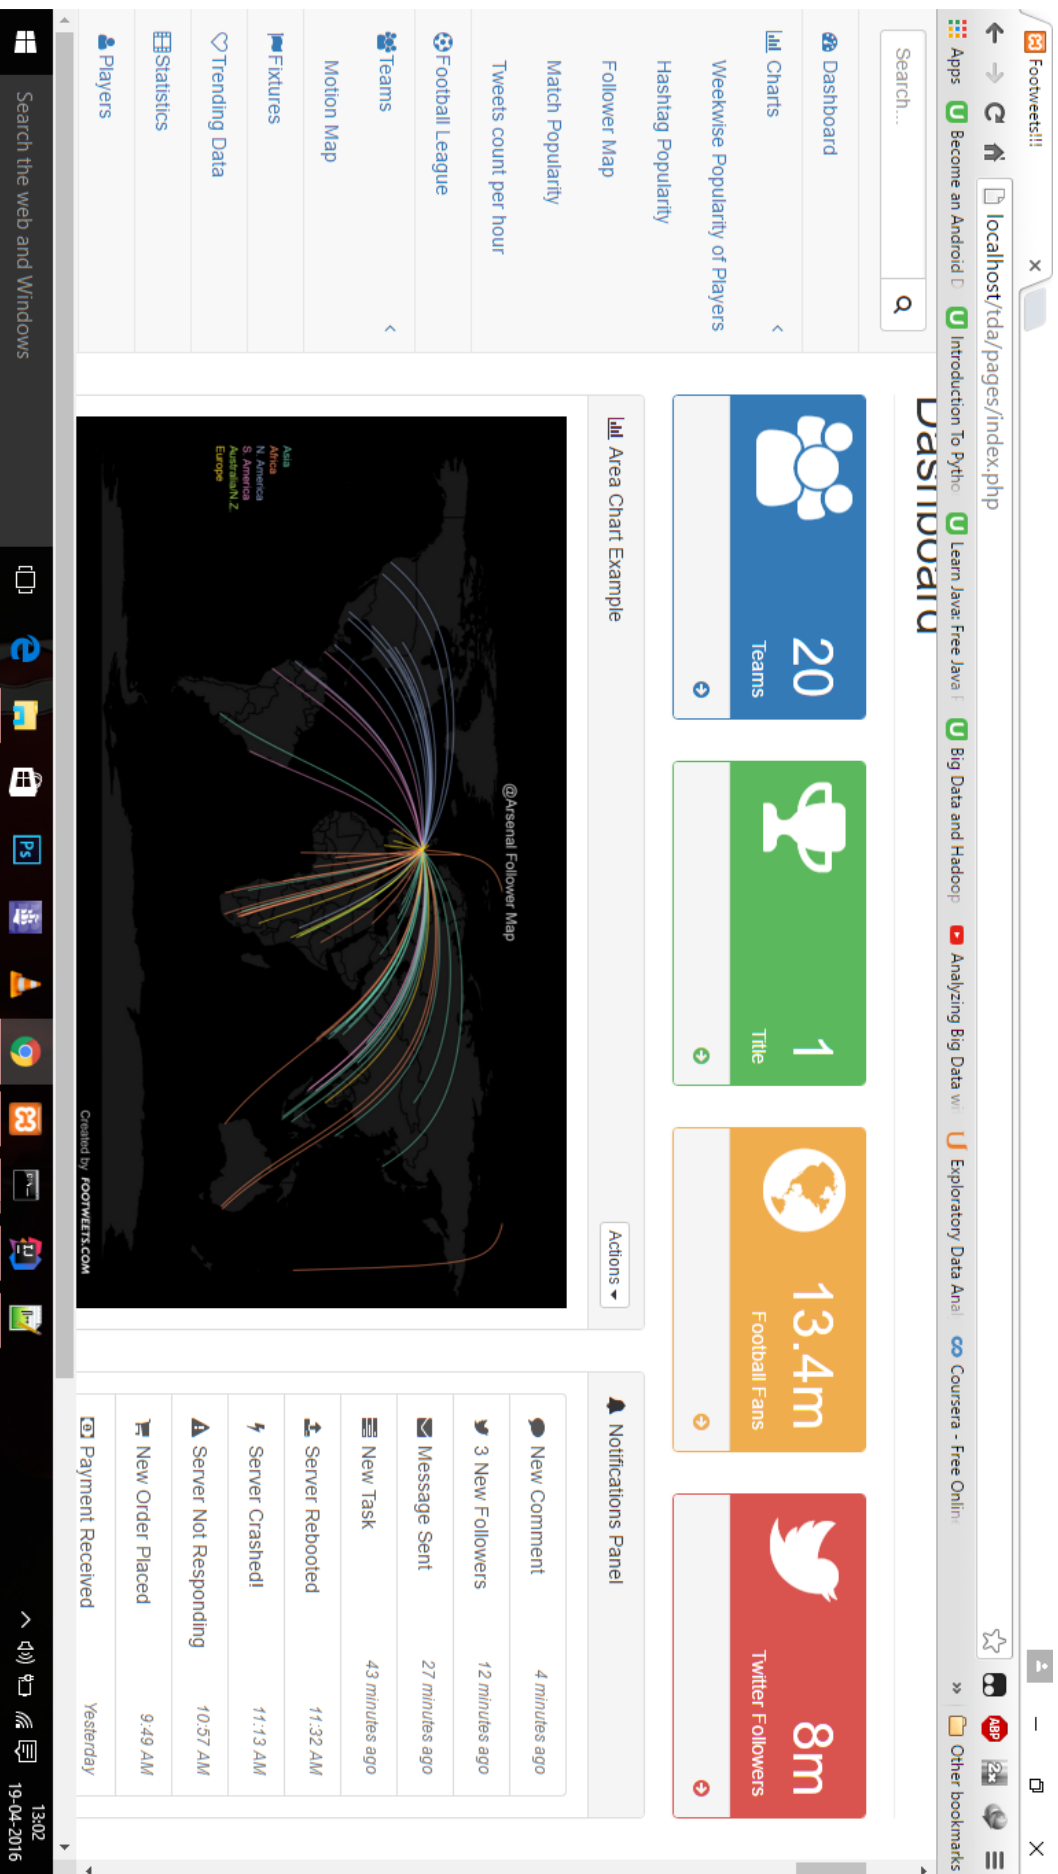 Footweets!!!
localhost/tda/pages/index.php
Apps
Become an Android D
Introduction To Pytho
Learn Java: Free Java
Big Data and Hadoop
Analyzing Big Data wi
Exploratory Data Anal
Coursera - Free Onlin
Other bookmarks
ABP
2x
Search...
Dashboard
Charts
Weekwise Popularity of Players
Hashtag Popularity
Follower Map
Match Popularity
Tweets count per hour
Football League
Teams
Motion Map
Fixtures
Trending Data
Statistics
Players
Dashboard
20
Teams
1
Title
13.4m
Football Fans
8m
Twitter Followers
Area Chart Example
Actions
@Arsenal Follower Map
Asia
Africa
N. America
S. America
Australia/N.Z.
Europe
Created by FOOTWEETS.COM
Notifications Panel
New Comment 4 minutes ago
3 New Followers 12 minutes ago
Message Sent 27 minutes ago
New Task 43 minutes ago
Server Rebooted 11:32 AM
Server Crashed! 11:13 AM
Server Not Responding 10:57 AM
New Order Placed 9:49 AM
Payment Received Yesterday
Search the web and Windows
Ps
IJ
13:02
19-04-2016